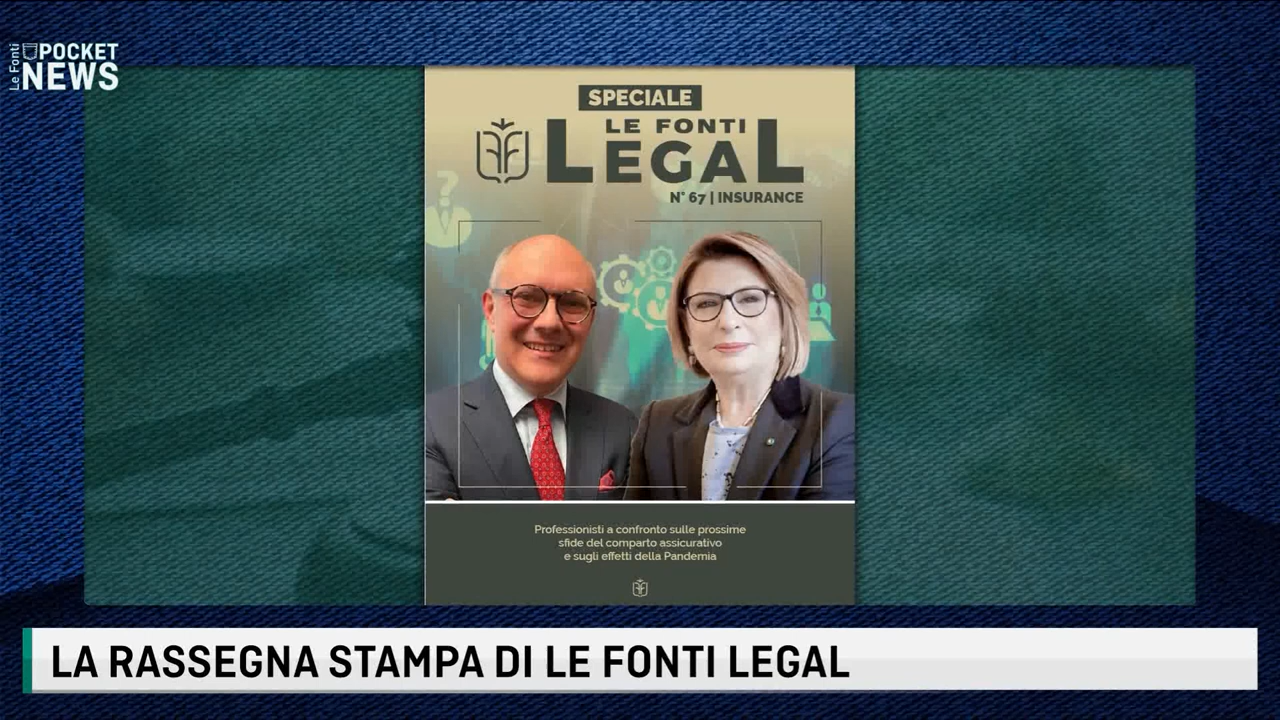 Le Fonti
POCKET
NEWS
SPECIALE
LE FONTI
LEGAL
N° 67 | INSURANCE
?
Professionisti a confronto sulle prossime
sfide del comparto assicurativo
e sugli effetti della Pandemia
LA RASSEGNA STAMPA DI LE FONTI LEGAL